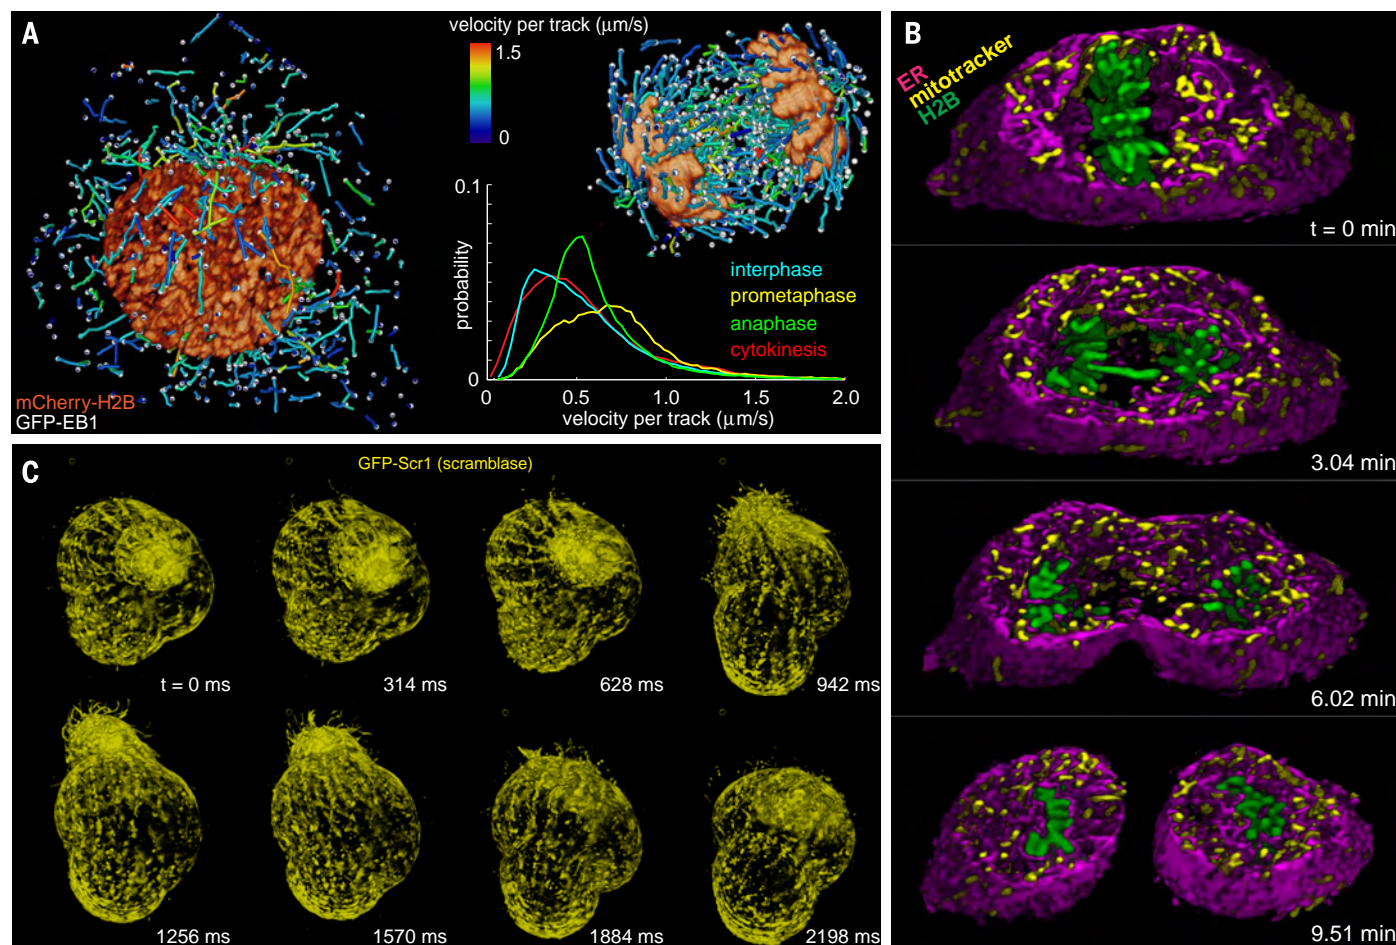 A
velocity per track (μm/s)
1.5
0
0.1
probability
0
interphase
prometaphase
anaphase
cytokinesis
0
0.5
1.0
1.5
2.0
velocity per track (μm/s)
mCherry-H2B
GFP-EB1
B
ER
mitotracker
H2B
t = 0 min
3.04 min
6.02 min
9.51 min
C
GFP-Scr1 (scramblase)
t = 0 ms
314 ms
628 ms
942 ms
1256 ms
1570 ms
1884 ms
2198 ms